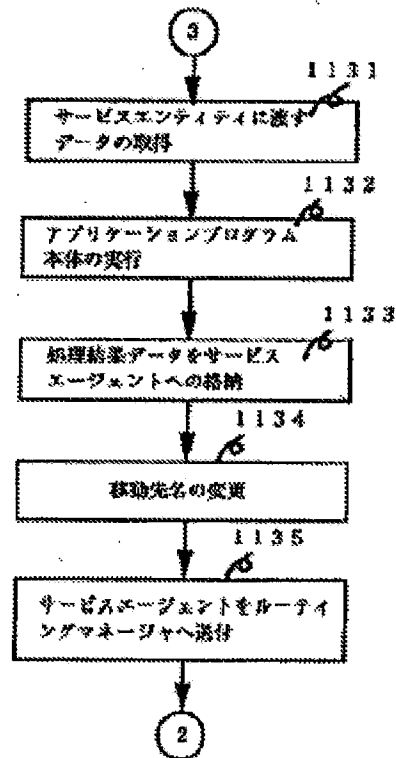 3
1131
サービスエンティティに渡す
データの取得
1132
アプリケーションプログラム
本体の実行
1133
処理結果データをサービス
エージェントへの格納
1134
移動先名の変更
1135
サービスエージェントをルーティ
ングマネージャへ送付
2